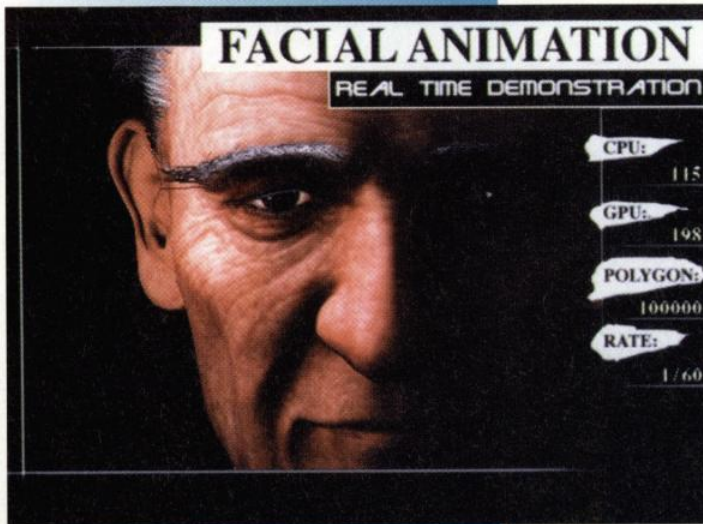 FACIAL ANIMATION
REAL TIME DEMONSTRATION
CPU:
115
GPU:
198
POLYGON:
100000
RATE:
1/60